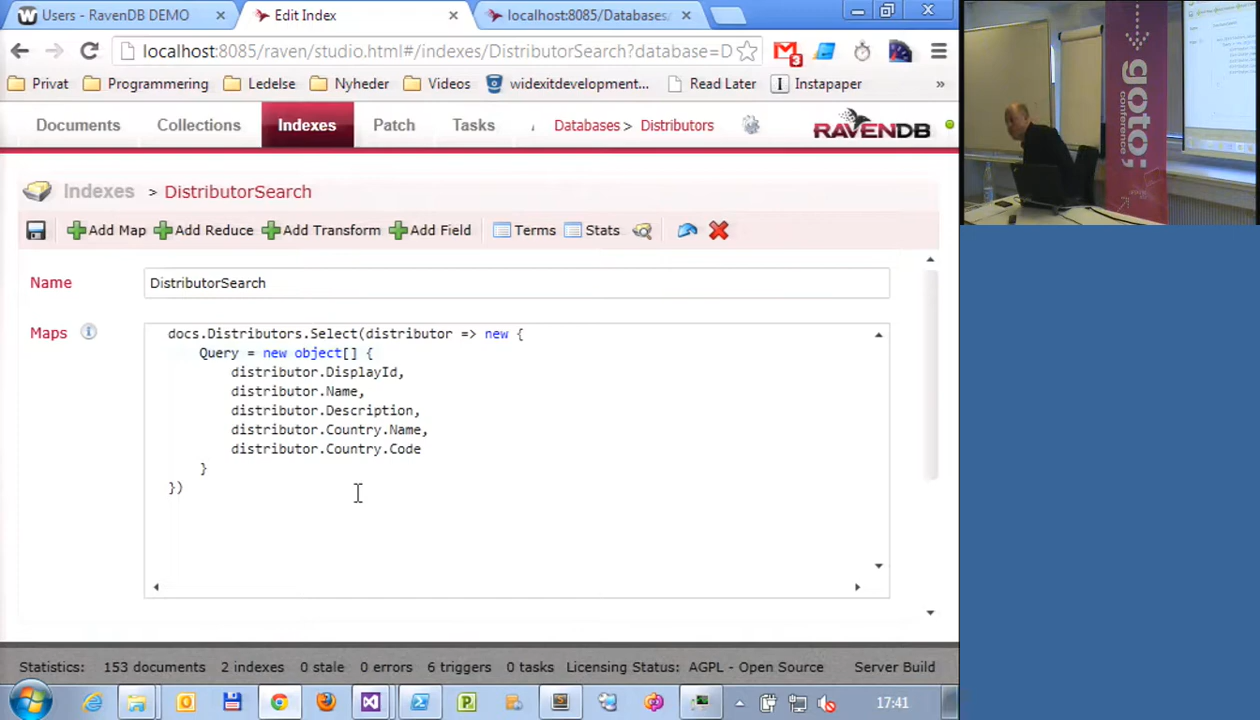 Users - RavenDB DEMO
Edit Index
localhost:8085/Databases/
localhost:8085/raven/studio.html#/indexes/DistributorSearch?database=D
3
Privat
Programming
Ledelse
Nyheder
Videos
widexitdevelopment...
Read Later
I
Instapaper
»
Documents
Collections
Indexes
Patch
Tasks
Databases >
Distributors
RAVENDB
Indexes
> DistributorSearch
Add Map
Add Reduce
Add Transform
Add Field
Terms
Stats
Name
DistributorSearch
Maps
docs.Distributors.Select(distributor => new {
Query = new object[] {
distributor.DisplayId,
distributor.Name,
distributor.Description,
distributor.Country.Name,
distributor.Country.Code
}
})
Statistics:
153 documents
2 indexes
0 stale
0 errors
6 triggers
0 tasks
Licensing Status:
AGPL - Open Source
Server Build
17:41
goto;
conference